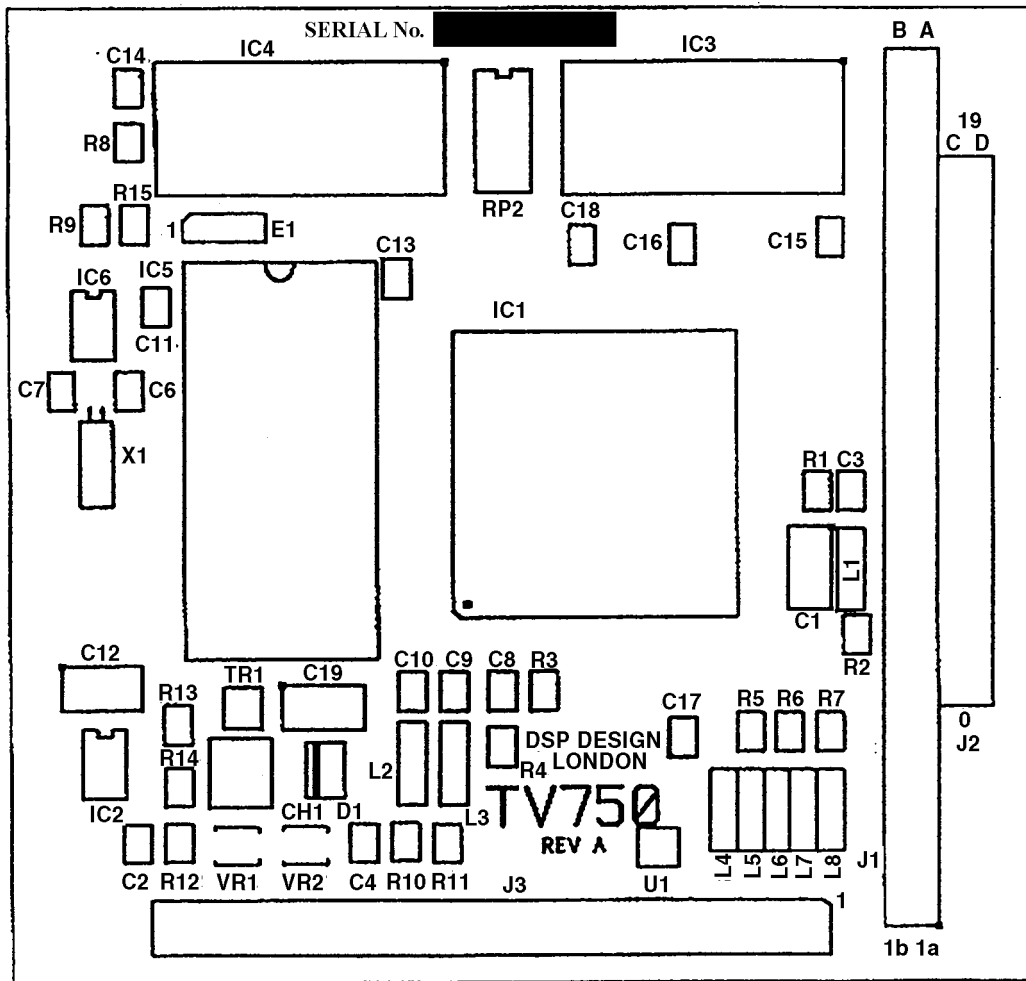 SERIAL No.
B A
C14
IC4
IC3
19
C D
R8
R15
RP2
C18
R9
1
E1
C16
C15
C13
IC6
IC5
C11
IC1
C7
C6
X1
R1 C3
L1
C1
R2
C12
TR1
C19
C10 C9 C8 R3
R13
C17
R5 R6 R7
0
J2
R14
L2
R4
DSP DESIGN
LONDON
IC2
CH1
D1
L3
TV750
REV A
L4 L5 L6 L7 L8
J1
C2 R12 VR1 VR2 C4 R10 R11
J3
U1
1
1b 1a